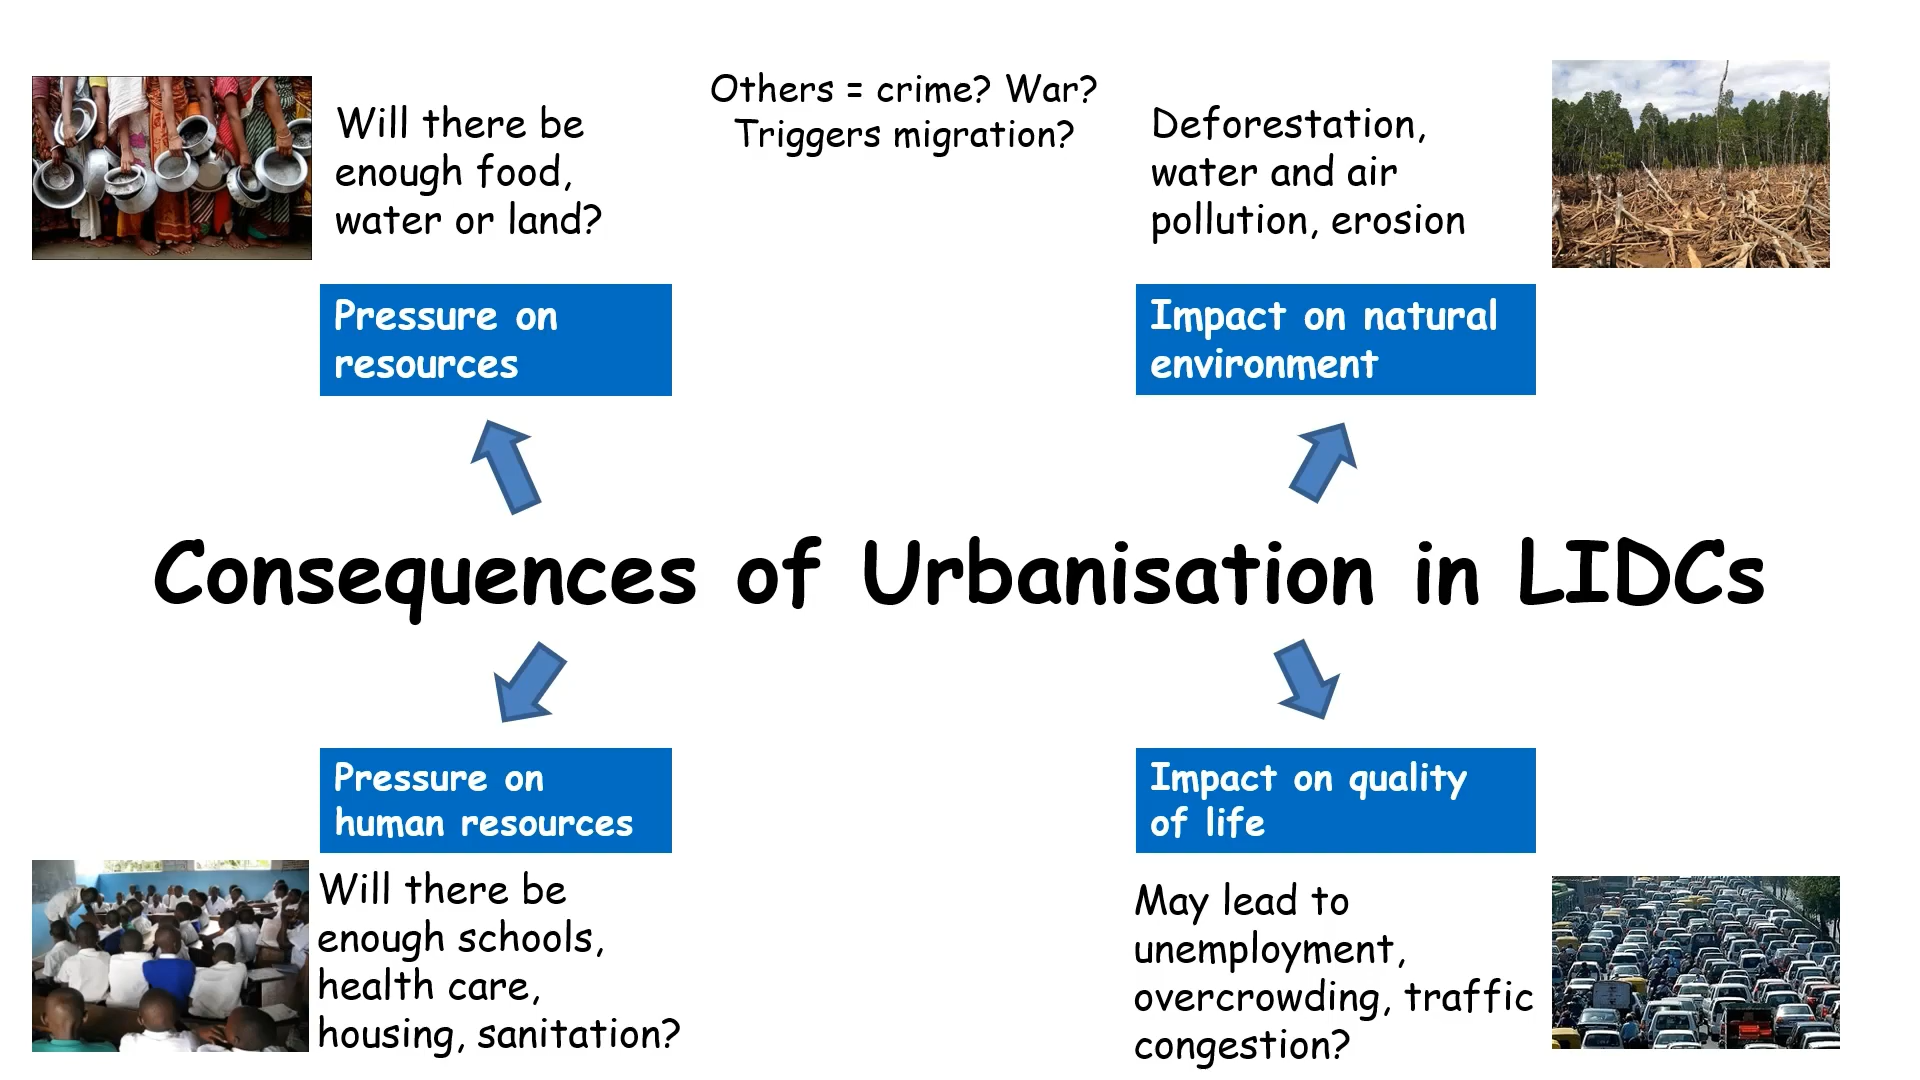 Others = crime? War?
Triggers migration?
Will there be
enough food,
water or land?
Deforestation,
water and air
pollution, erosion
Pressure on
resources
Impact on natural
environment
Consequences of Urbanisation in LIDCs
Pressure on
human resources
Impact on quality
of life
Will there be
enough schools,
health care,
housing, sanitation?
May lead to
unemployment,
overcrowding, traffic
congestion?